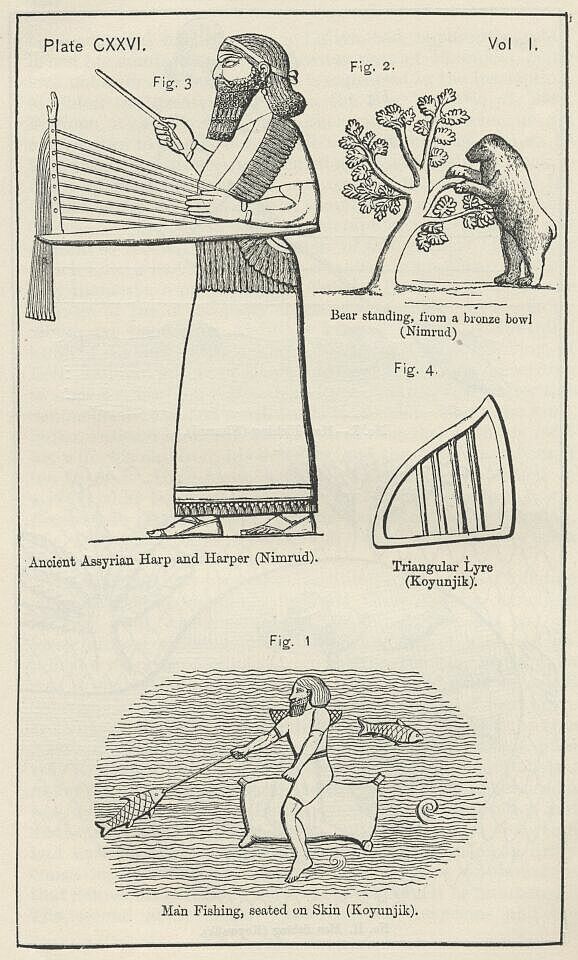 Plate CXXVI.
Vol I.
Fig. 3
Fig. 2.
Bear standing, from a bronze bowl
(Nimrud)
Fig. 4.
Ancient Assyrian Harp and Harper (Nimrud).
Triangular Lyre
(Koyunjik).
Fig. 1
Man Fishing, seated on Skin (Koyunjik).